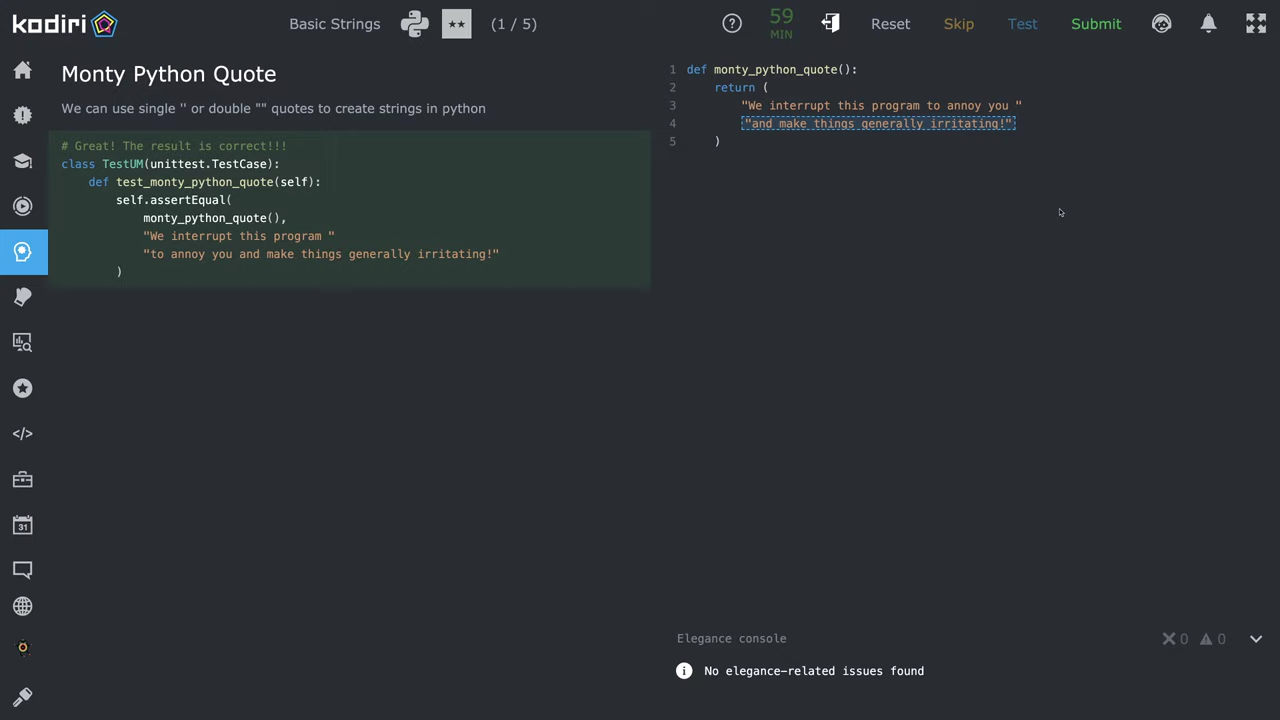 kodiri
Basic Strings
★★
(1 / 5)
59
MIN
Reset
Skip
Test
Submit
Monty Python Quote
We can use single '' or double "" quotes to create strings in python
# Great! The result is correct!!!
class TestUM(unittest.TestCase):
def test_monty_python_quote(self):
self.assertEqual(
monty_python_quote(),
"We interrupt this program "
"to annoy you and make things generally irritating!"
)
1 def monty_python_quote():
2 return (
3 "We interrupt this program to annoy you "
4 "and make things generally irritating!"
5 )
31
Elegance console
0
0
No elegance-related issues found